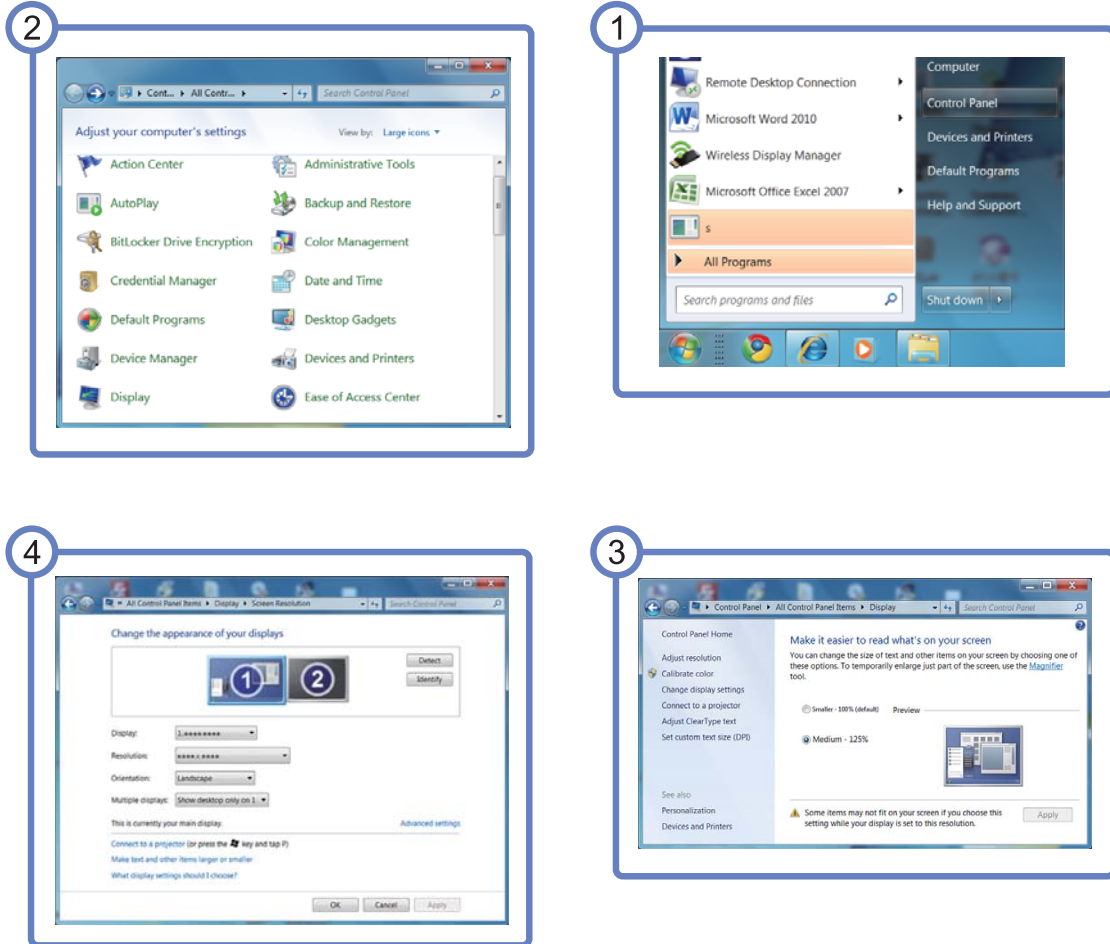 2
Cont... All Contr...
Search Control Panel
Adjust your computer's settings
View by: Large icons
Action Center
Administrative Tools
AutoPlay
Backup and Restore
BitLocker Drive Encryption
Color Management
Credential Manager
Date and Time
Default Programs
Desktop Gadgets
Device Manager
Devices and Printers
Display
Ease of Access Center
1
Remote Desktop Connection
Microsoft Word 2010
Wireless Display Manager
Microsoft Office Excel 2007
s
All Programs
Search programs and files
Computer
Control Panel
Devices and Printers
Default Programs
Help and Support
Shut down
4
All Control Panel Items Display Screen Resolution
Search Control Panel
Change the appearance of your displays
1 2
Detect
Identify
Display: 1.********
Resolution: **** x ****
Orientation: Landscape
Multiple displays: Show desktop only on 1
This is currently your main display.
Advanced settings
Connect to a projector (or press the key and tap P)
Make text and other items larger or smaller
What display settings should I choose?
OK Cancel Apply
3
Control Panel All Control Panel Items Display
Search Control Panel
Control Panel Home
Adjust resolution
Calibrate color
Change display settings
Connect to a projector
Adjust ClearType text
Set custom text size (DPI)
See also
Personalization
Devices and Printers
Make it easier to read what's on your screen
You can change the size of text and other items on your screen by choosing one of
these options. To temporarily enlarge just part of the screen, use the Magnifier
tool.
Smaller - 100% (default) Preview
Medium - 125%
Some items may not fit on your screen if you choose this
setting while your display is set to this resolution.
Apply